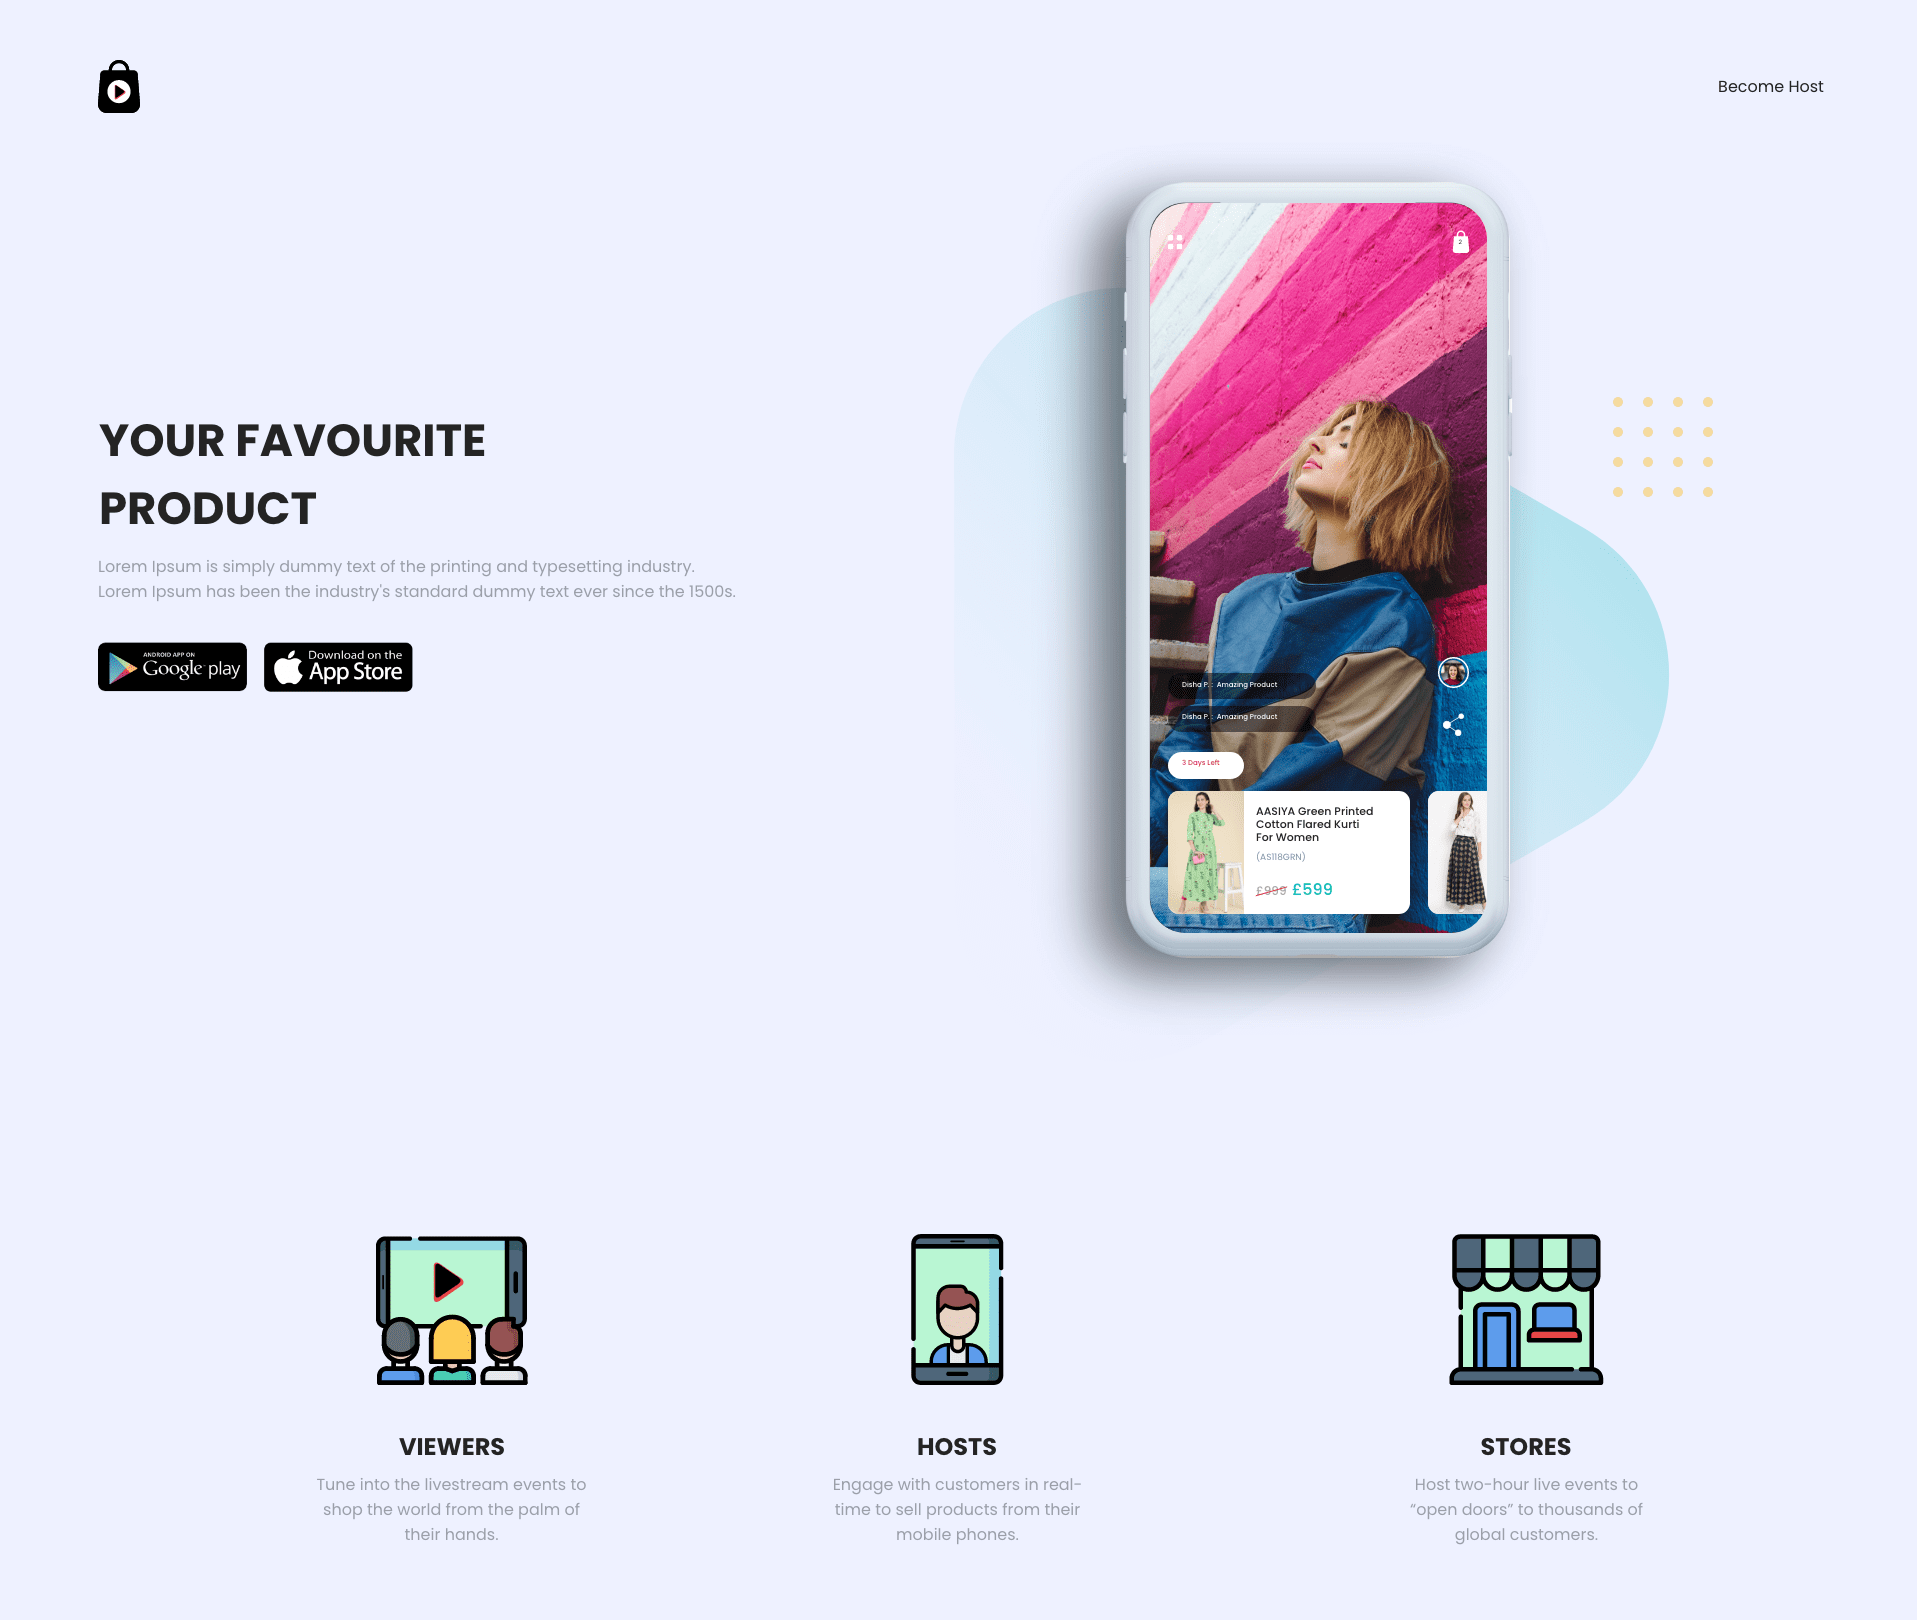 Become Host
2
YOUR FAVOURITE
PRODUCT
Lorem Ipsum is simply dummy text of the printing and typesetting industry.
Lorem Ipsum has been the industry's standard dummy text ever since the 1500s.
ANDROID APP ON
Google play
Download on the
App Store
Disha P. : Amazing Product
Disha P. : Amazing Product
3 Days Left
AASIYA Green Printed
Cotton Flared Kurti
For Women
(AS118GRN)
£999 £599
VIEWERS
Tune into the livestream events to
shop the world from the palm of
their hands.
HOSTS
Engage with customers in real-
time to sell products from their
mobile phones.
STORES
Host two-hour live events to
“open doors” to thousands of
global customers.